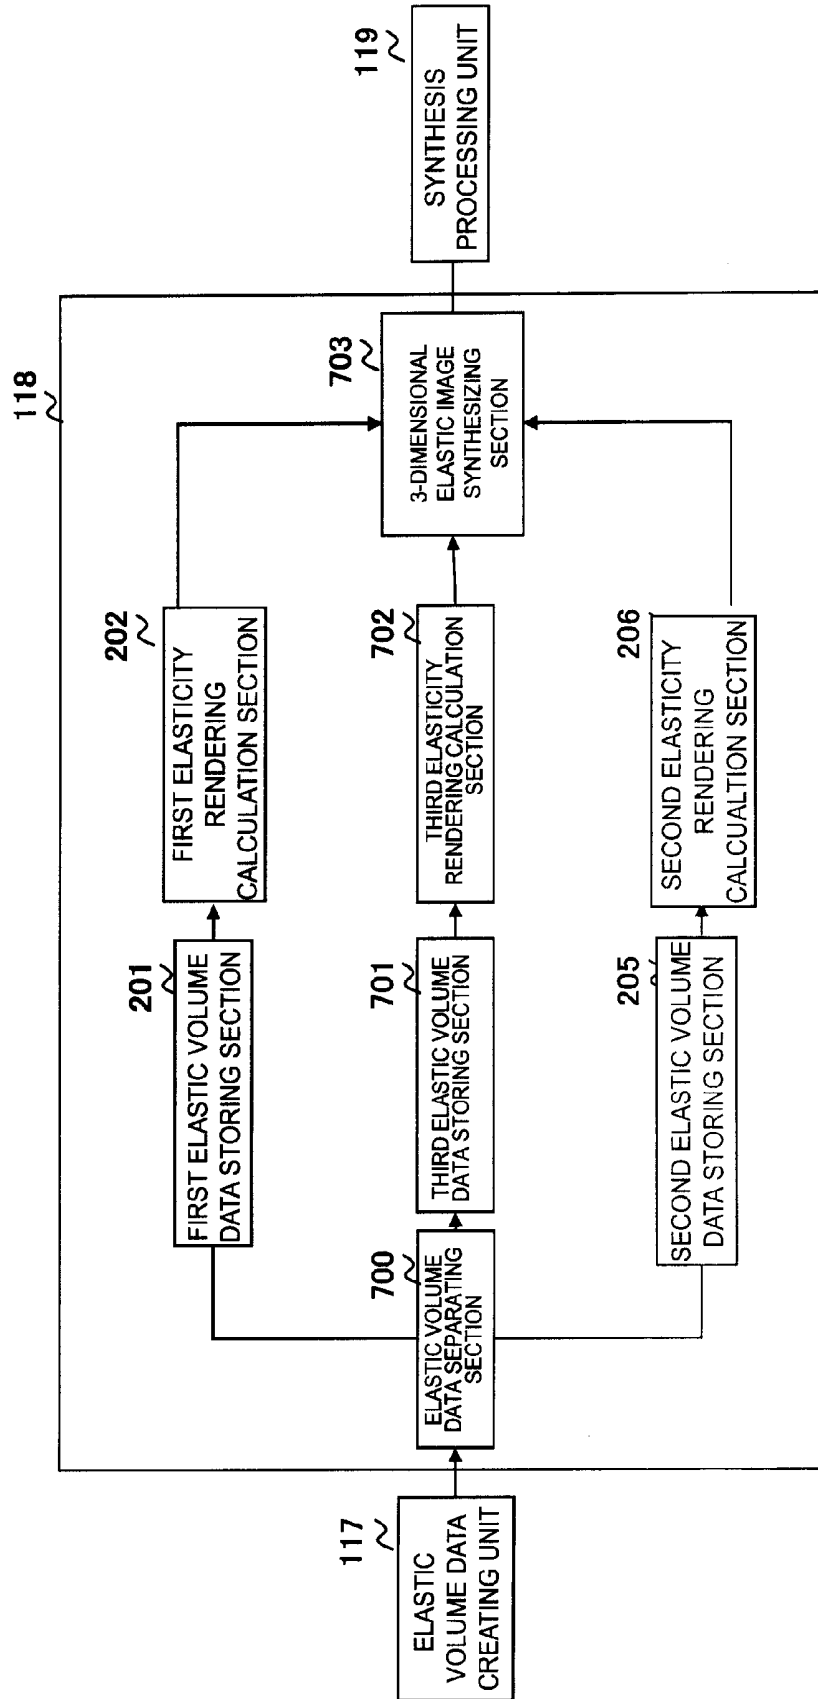 118
117
ELASTIC
VOLUME DATA
CREATING UNIT
700
ELASTIC VOLUME
DATA SEPARATING
SECTION
201
FIRST ELASTIC VOLUME
DATA STORING SECTION
202
FIRST ELASTICITY
RENDERING
CALCULATION SECTION
701
THIRD ELASTIC VOLUME
DATA STORING SECTION
702
THIRD ELASTICITY
RENDERING CALCULATION
SECTION
205
SECOND ELASTIC VOLUME
DATA STORING SECTION
206
SECOND ELASTICITY
RENDERING
CALCUALTION SECTION
703
3-DIMENSIONAL
ELASTIC IMAGE
SYNTHESIZING
SECTION
119
SYNTHESIS
PROCESSING UNIT